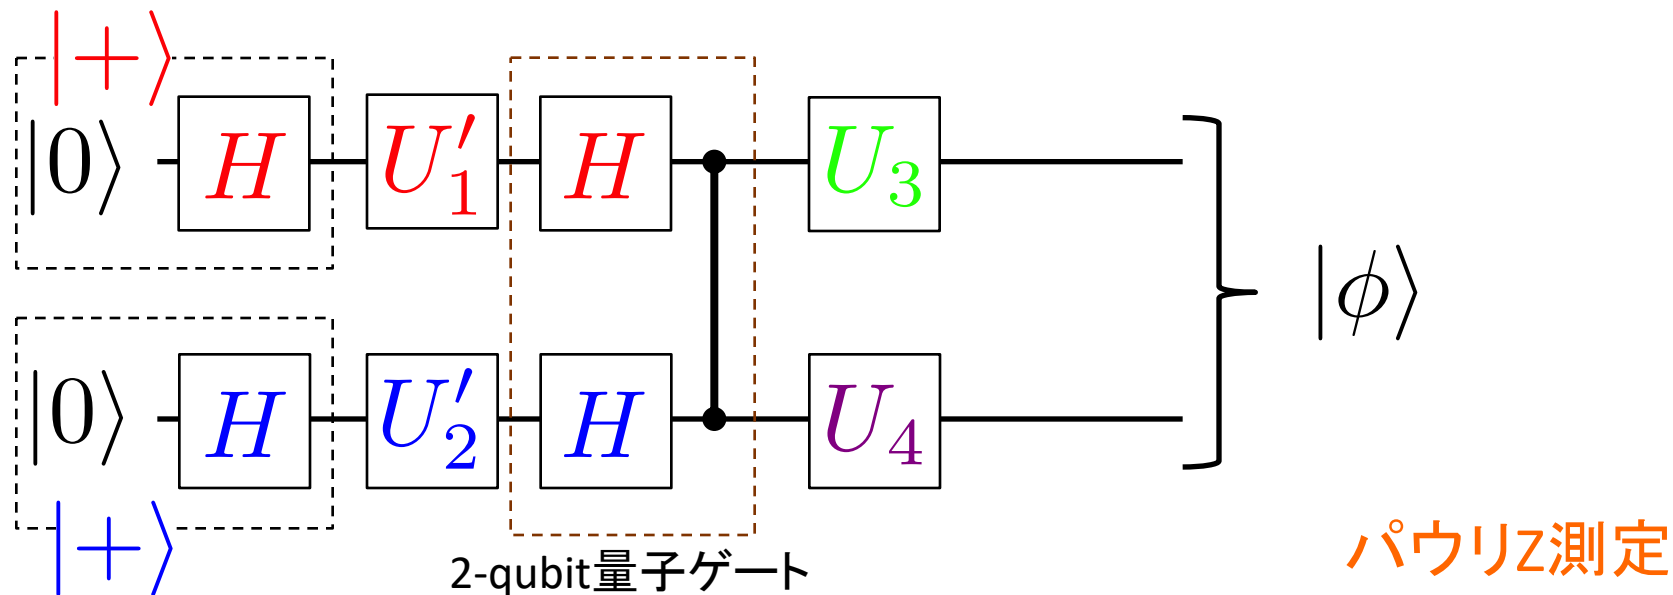 |+⟩
|0⟩ H U′₁ H U₃
|ϕ⟩
|0⟩ H U′₂ H U₄
|+⟩
2-qubit量子ゲート
パウリZ測定